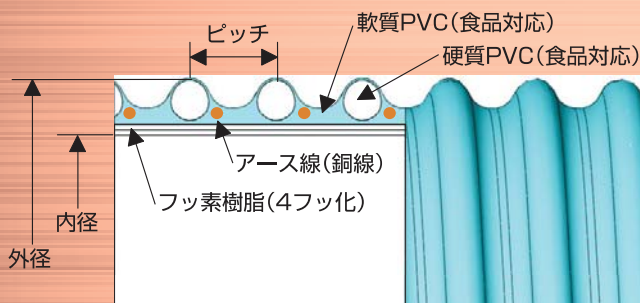 ピッチ
軟質PVC(食品対応)
硬質PVC(食品対応)
アース線(銅線)
フッ素樹脂(4フッ化)
内径
外径